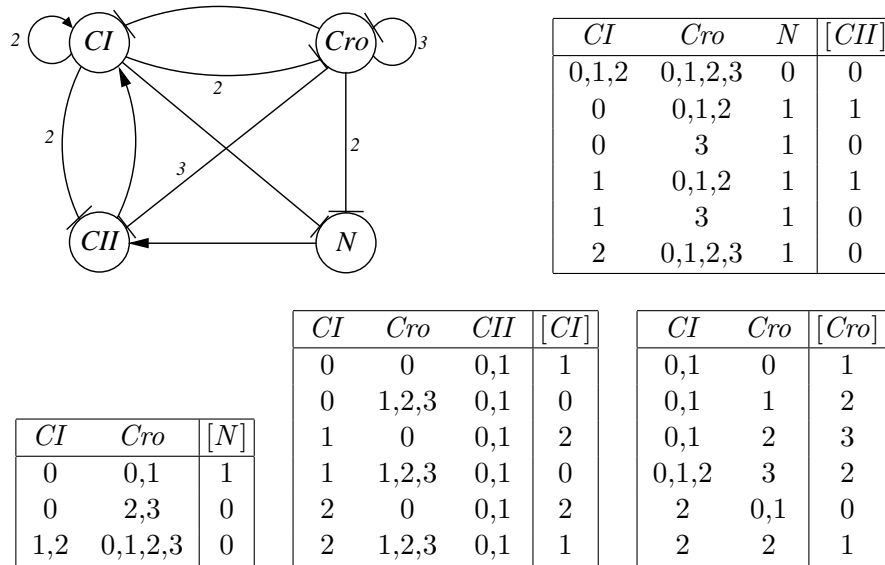 2 CI Cro 3
2
2 3 2
CII N
CI Cro N [CII]
0,1,2 0,1,2,3 0 0
0 0,1,2 1 1
0 3 1 0
1 0,1,2 1 1
1 3 1 0
2 0,1,2,3 1 0
CI Cro [N]
0 0,1 1
0 2,3 0
1,2 0,1,2,3 0
CI Cro CII [CI]
0 0 0,1 1
0 1,2,3 0,1 0
1 0 0,1 2
1 1,2,3 0,1 0
2 0 0,1 2
2 1,2,3 0,1 1
CI Cro [Cro]
0,1 0 1
0,1 1 2
0,1 2 3
0,1,2 3 2
2 0,1 0
2 2 1